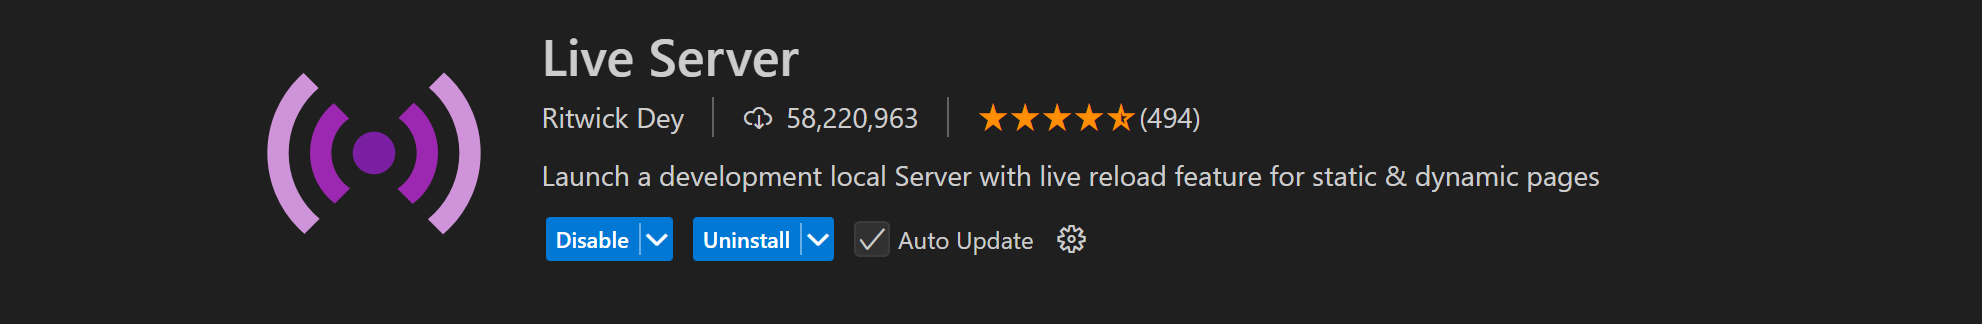 Live Server
Ritwick Dey 58,220,963 (494)
Launch a development local Server with live reload feature for static & dynamic pages
Disable Uninstall Auto Update